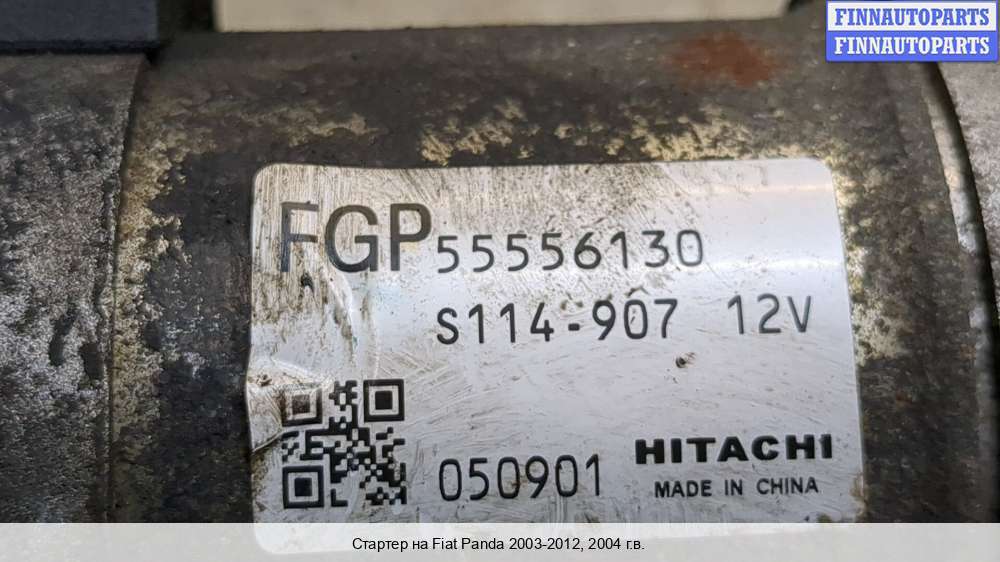 FINNAUTOPARTS
FINNAUTOPARTS
FGP 55556130
S114-907 12V
050901
HITACHI
MADE IN CHINA
Стартер на Fiat Panda 2003-2012, 2004 г.в.